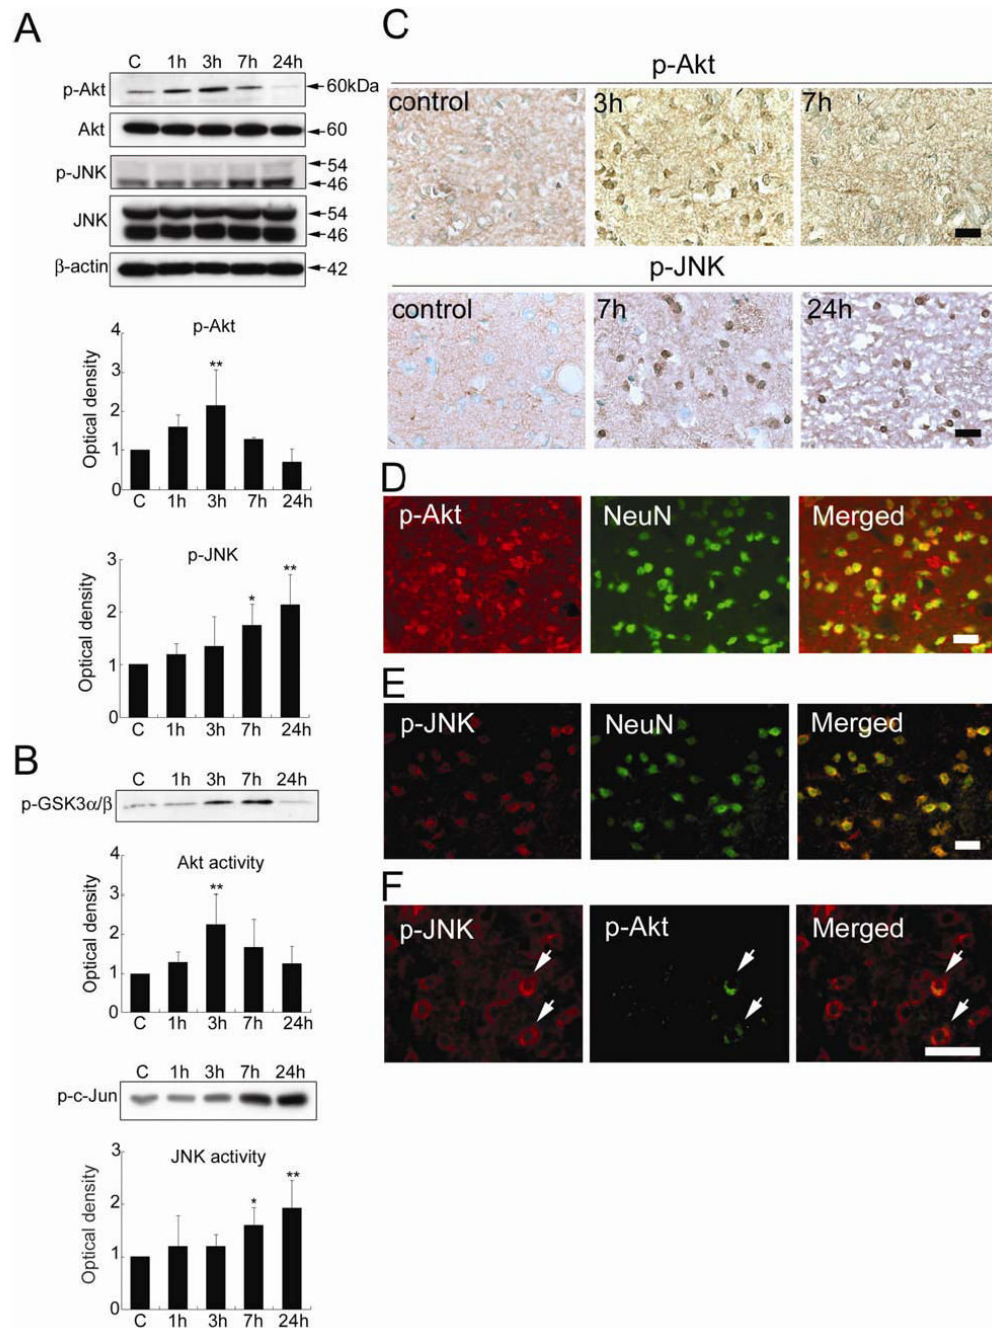 A
C 1h 3h 7h 24h
p-Akt 60kDa
Akt 60
p-JNK 54
46
JNK 54
46
β-actin 42
p-Akt
Optical density
4
3
2
1
0
**
C 1h 3h 7h 24h
p-JNK
Optical density
3
2
1
0
* **
C 1h 3h 7h 24h
B
C 1h 3h 7h 24h
p-GSK3α/β
Akt activity
Optical density
4
3
2
1
0
**
C 1h 3h 7h 24h
C 1h 3h 7h 24h
p-c-Jun
JNK activity
Optical density
3
2
1
0
* **
C 1h 3h 7h 24h
C
p-Akt
control 3h 7h
p-JNK
control 7h 24h
D
p-Akt NeuN Merged
E
p-JNK NeuN Merged
F
p-JNK p-Akt Merged